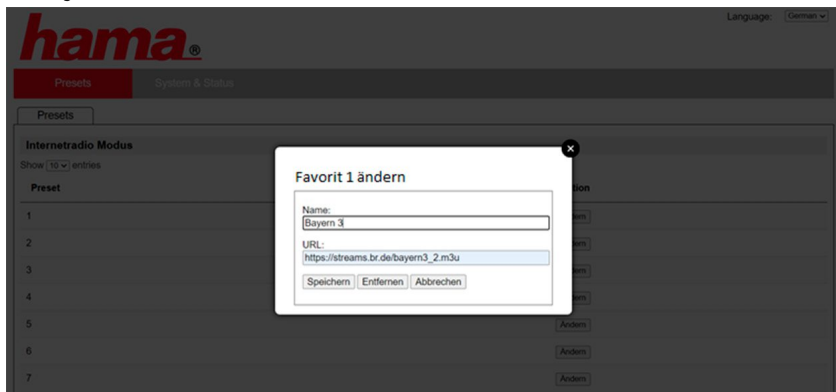 Language: German
hama®
Presets System & Status
Presets
Internetradio Modus
Show 10 entries
Preset
Favorit 1 ändern
Name:
Bayern 3
URL:
https://streams.br.de/bayern3_2.m3u
Speichern Entfernen Abbrechen
1
2
3
4
5 Ändern
6 Ändern
7 Ändern